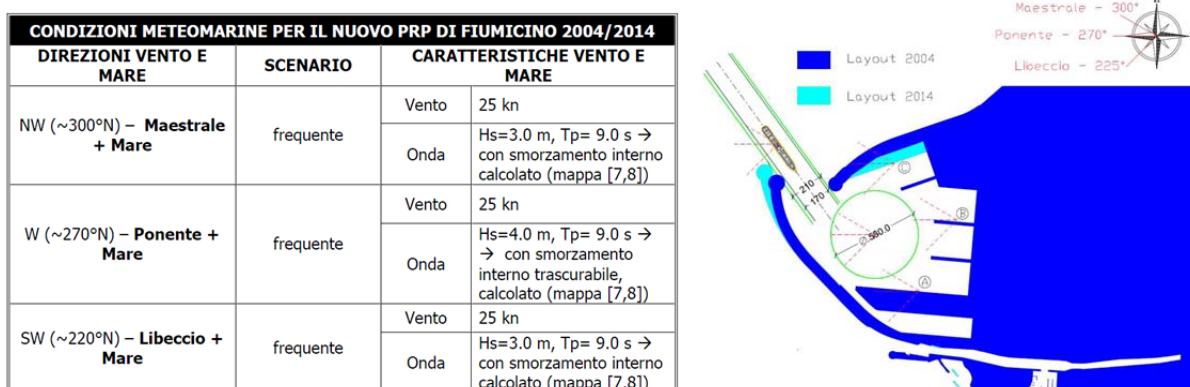 CONDIZIONI METEOMARINE PER IL NUOVO PRP DI FIUMICINO 2004/2014
DIREZIONI VENTO E
MARE
SCENARIO
CARATTERISTICHE VENTO E
MARE
NW (~300°N) – Maestrale
+ Mare
frequente
Vento
25 kn
Onda
Hs=3.0 m, Tp= 9.0 s →
con smorzamento interno
calcolato (mappa [7,8])
W (~270°N) – Ponente +
Mare
frequente
Vento
25 kn
Onda
Hs=4.0 m, Tp= 9.0 s →
→ con smorzamento
interno trascurabile,
calcolato (mappa [7,8])
SW (~220°N) – Libeccio +
Mare
frequente
Vento
25 kn
Onda
Hs=3.0 m, Tp= 9.0 s →
con smorzamento interno
calcolato (mappa [7,8])
Maestrale - 300°
Ponente - 270°
Libeccio - 225°
Layout 2004
Layout 2014
210
170
Ø 580.0
C
B
A